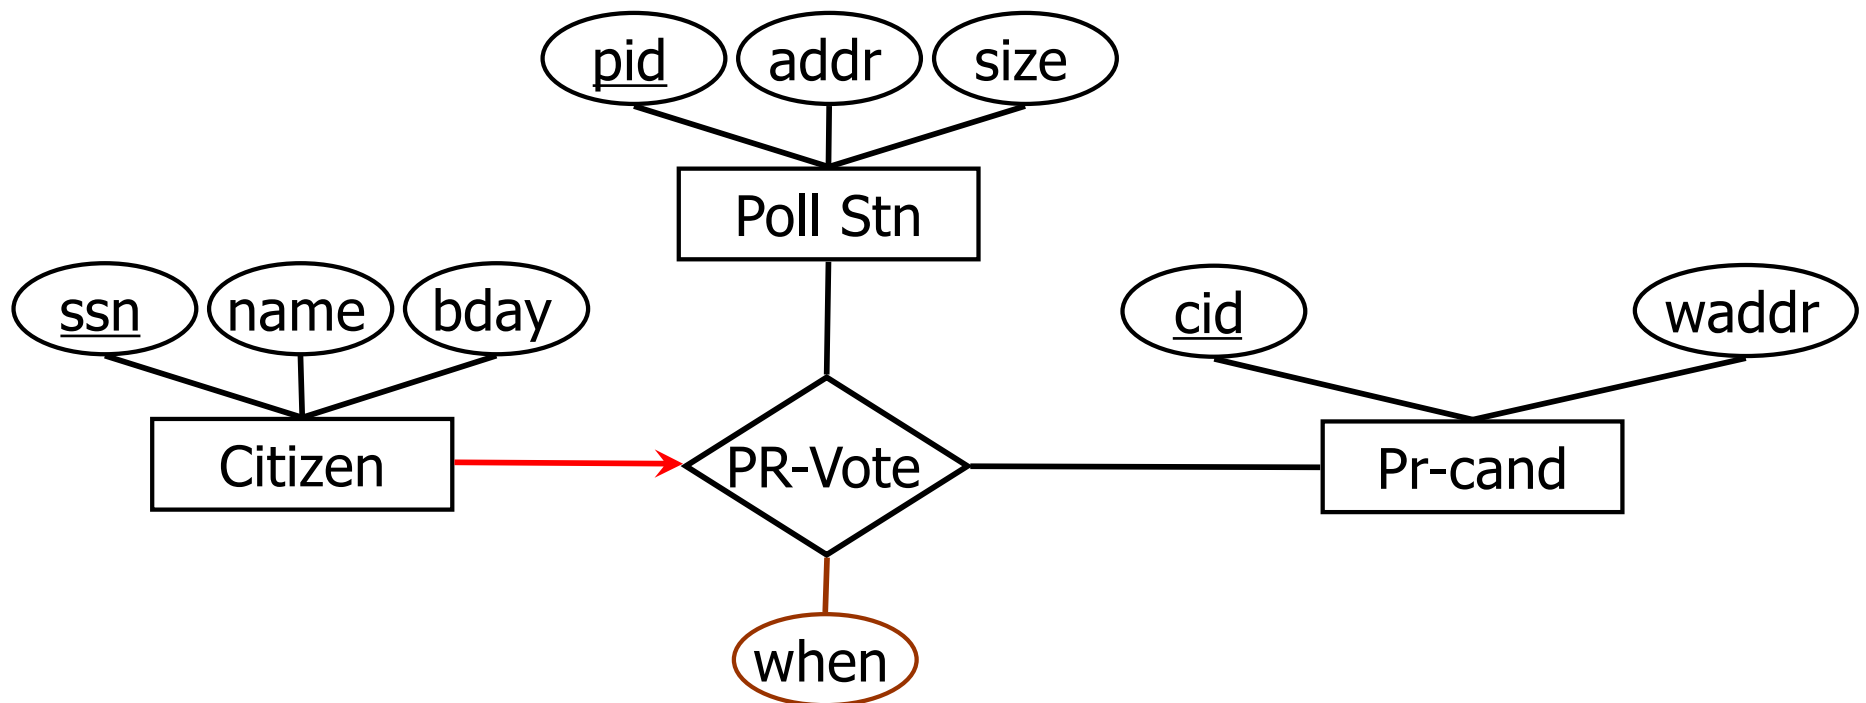 pid addr size
Poll Stn
ssn name bday
cid waddr
Citizen
PR-Vote
Pr-cand
when